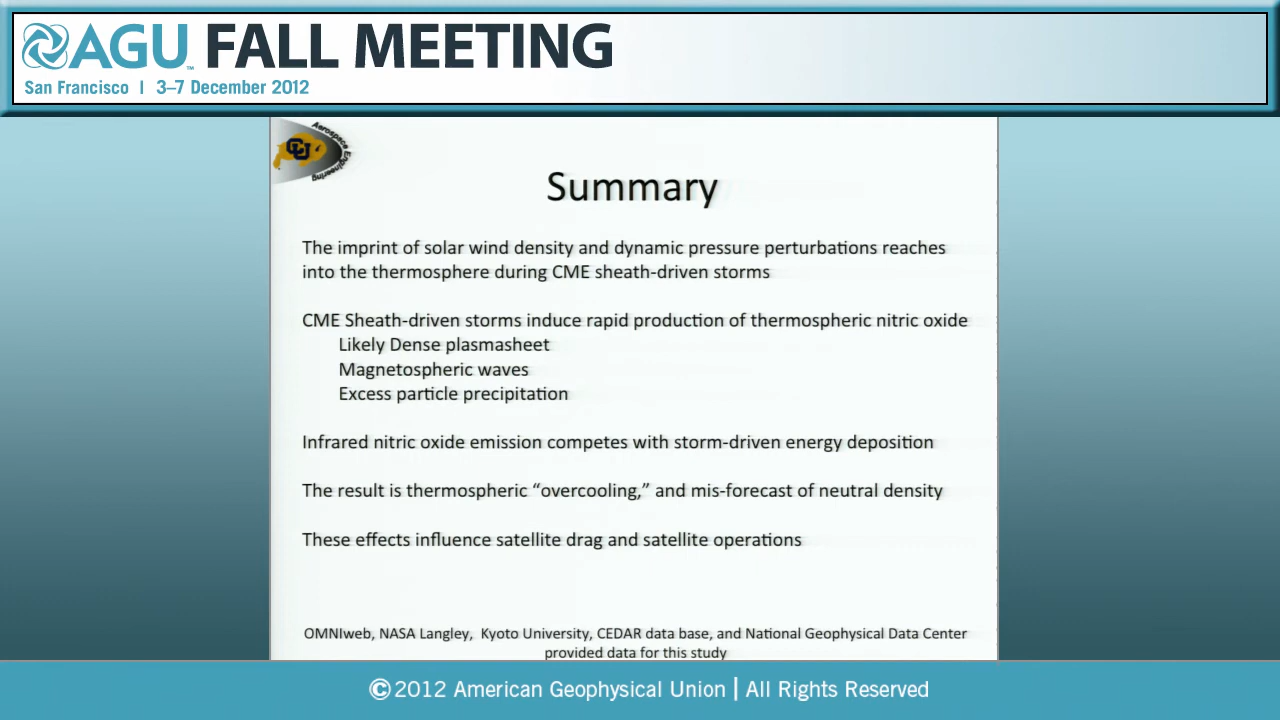 AGU™ FALL MEETING
San Francisco | 3–7 December 2012
CU
Aerospace
Engineering
Summary
The imprint of solar wind density and dynamic pressure perturbations reaches
into the thermosphere during CME sheath-driven storms
CME Sheath-driven storms induce rapid production of thermospheric nitric oxide
Likely Dense plasmasheet
Magnetospheric waves
Excess particle precipitation
Infrared nitric oxide emission competes with storm-driven energy deposition
The result is thermospheric “overcooling,” and mis-forecast of neutral density
These effects influence satellite drag and satellite operations
OMNIweb, NASA Langley, Kyoto University, CEDAR data base, and National Geophysical Data Center
provided data for this study
©2012 American Geophysical Union | All Rights Reserved